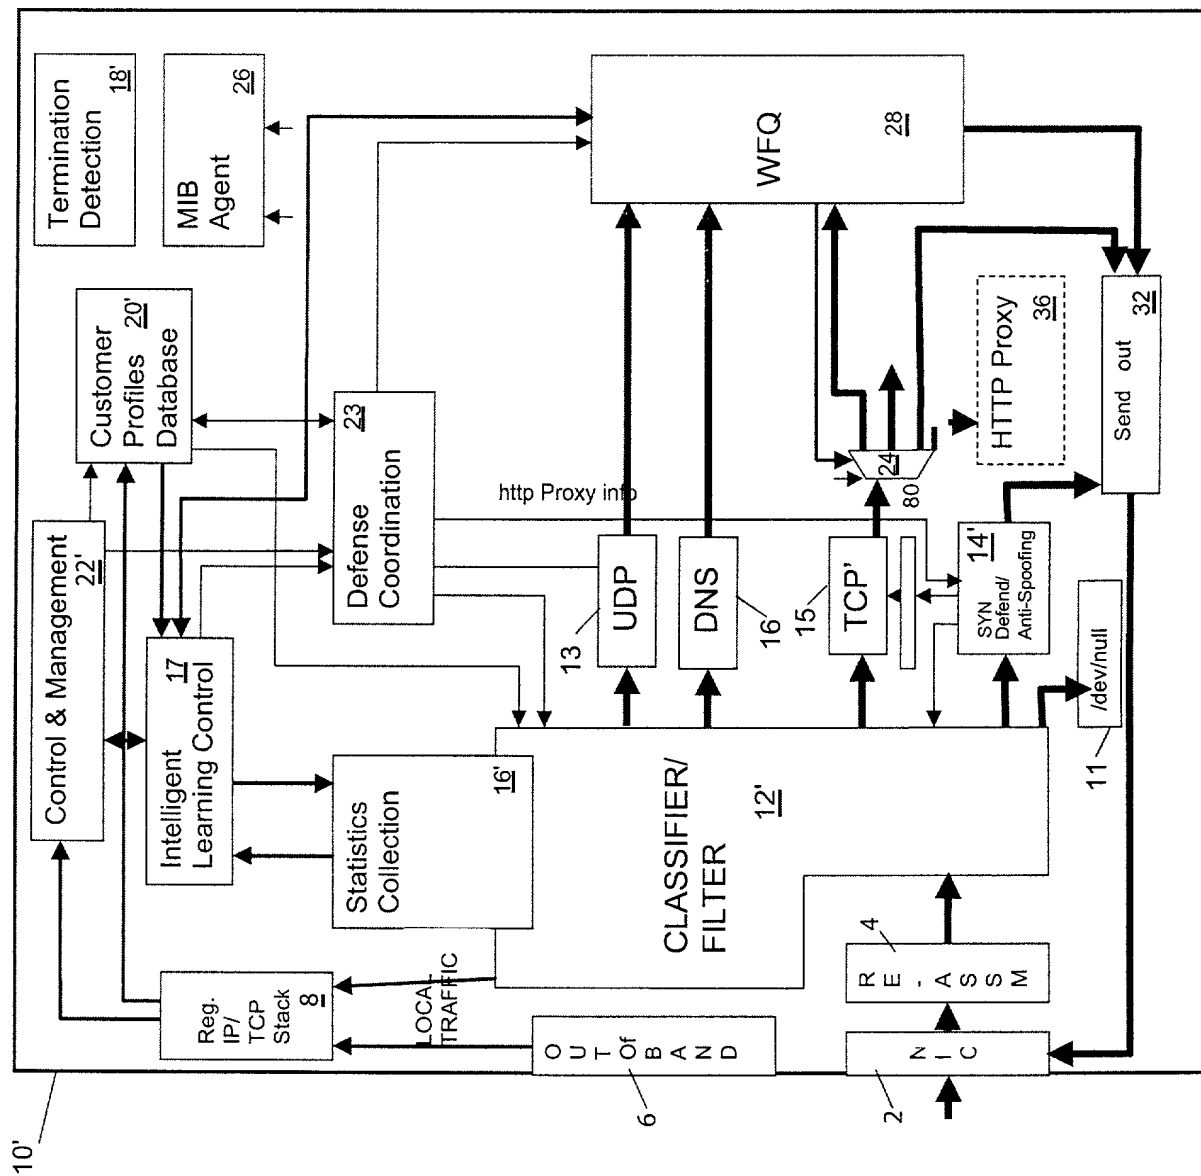 10'
Control & Management
22'
Customer
Profiles
Database
20'
Termination
Detection
18'
MIB
Agent
26
Reg.
IP/
TCP
Stack
8
Intelligent
Learning Control
17
Defense
Coordination
23
LOCAL
TRAFFIC
Statistics
Collection
16'
http Proxy info
OUT Of BAND
6
CLASSIFIER/
FILTER
12'
13
UDP
DNS
16"
15
TCP'
80
24
WFQ
28
NIC
2
RE-ASSM
4
SYN
Defend/
Anti-Spoofing
14'
HTTP Proxy
36
/dev/null
11
Send out
32